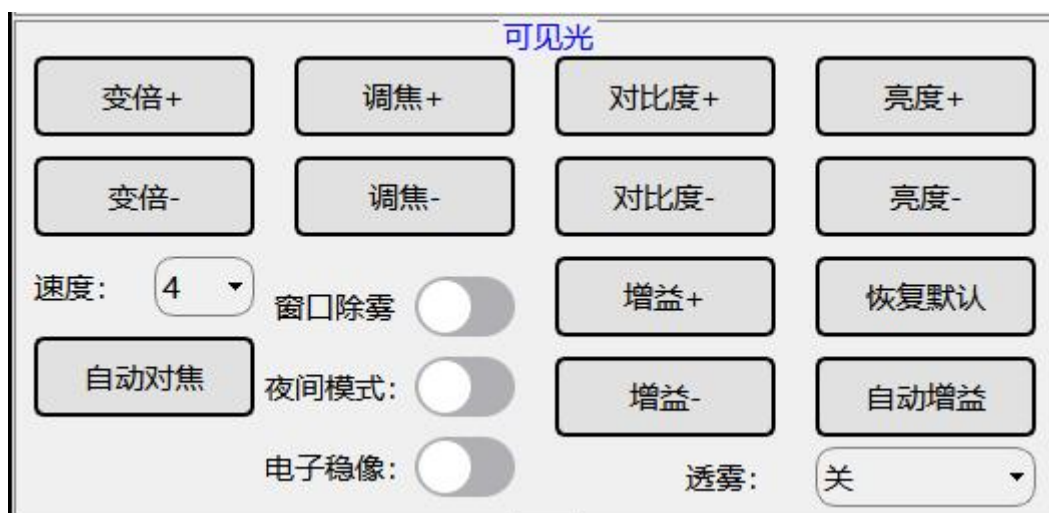 可见光
变倍+ 调焦+ 对比度+ 亮度+
变倍- 调焦- 对比度- 亮度-
速度: 4 窗口除雾 增益+ 恢复默认
自动对焦 夜间模式: 增益- 自动增益
电子稳像: 透雾: 关